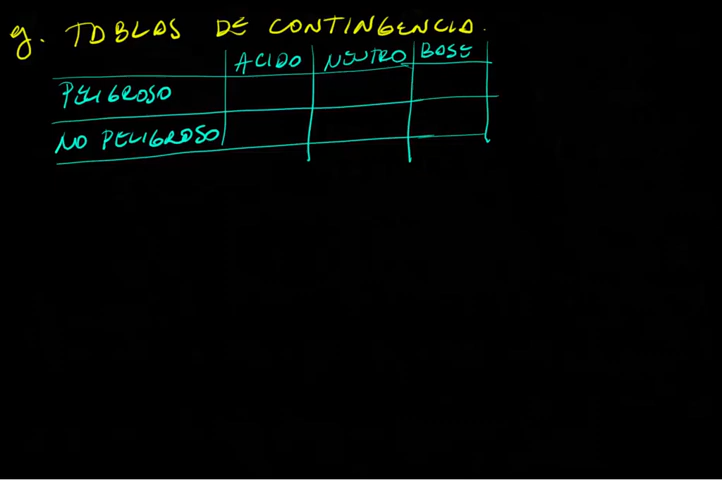 g. TABLAS DE CONTINGENCIA.
ACIDO NEUTRO BASE
PELIGROSO
NO PELIGROSO